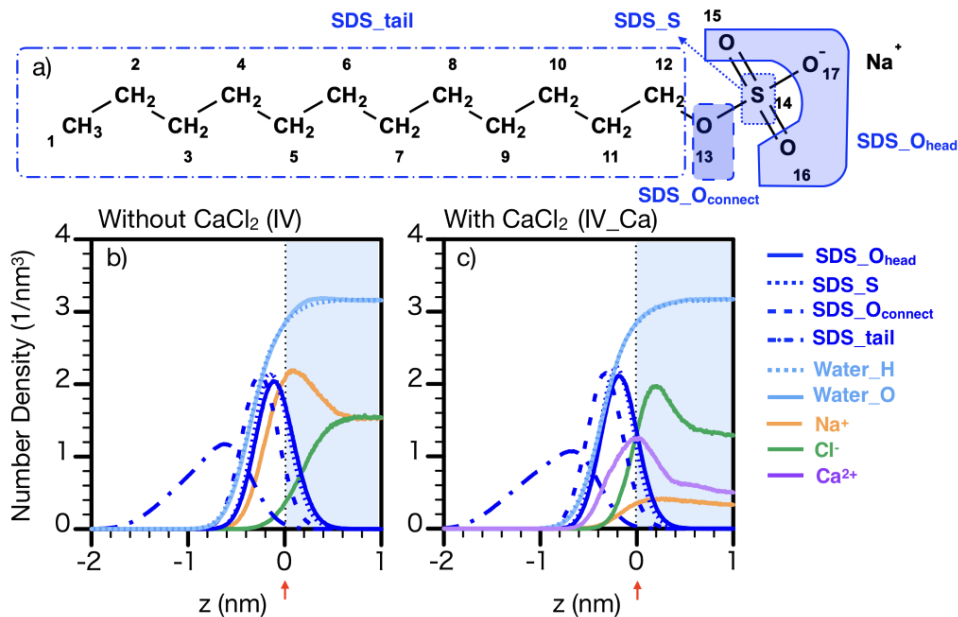 SDS_tail
SDS_S
15
a)
2 4 6 8 10 12
O
O⁻
17
Na⁺
CH₂ CH₂ CH₂ CH₂ CH₂ CH₂
S
14
1
CH₃ CH₂ CH₂ CH₂ CH₂ CH₂
O
O
SDS_Ohead
3 5 7 9 11
13
16
SDS_Oconnect
Without CaCl₂ (IV)
With CaCl₂ (IV_Ca)
Number Density (1/nm³)
b)
4
3
2
1
0
-2 -1 0 1
z (nm)
c)
4
3
2
1
0
-2 -1 0 1
z (nm)
SDS_Ohead
SDS_S
SDS_Oconnect
SDS_tail
Water_H
Water_O
Na⁺
Cl⁻
Ca²⁺